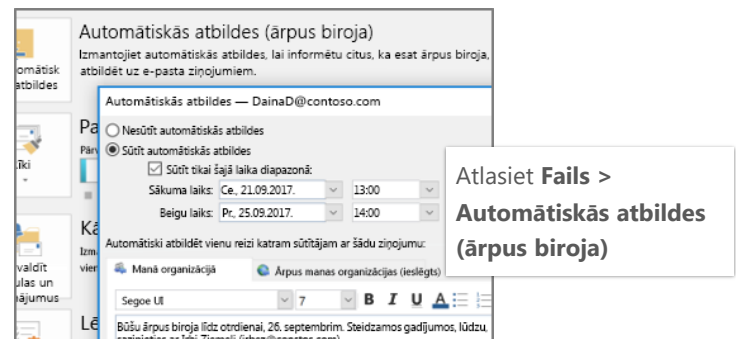 Automātiskās atbildes (ārpus biroja)
Izmantojiet automātiskās atbildes, lai informētu citus, ka esat ārpus biroja,
atbildēt uz e-pasta ziņojumiem.
atbildes
Automātiskās atbildes — DainaD@contoso.com
Nesūtīt automātiskās atbildes
Sūtīt automātiskās atbildes
Sūtīt tikai šajā laika diapazonā:
Sākuma laiks: Ce., 21.09.2017. 13:00
Beigu laiks: Pr., 25.09.2017. 14:00
Automātiski atbildēt vienu reizi katram sūtītājam ar šādu ziņojumu:
Manā organizācijā
Ārpus manas organizācijas (ieslēgts)
Segoe UI 7 B I U A
Būšu ārpus biroja līdz otrdienai, 26. septembrim. Steidzamos gadījumos, lūdzu,
Atlasiet Fails >
Automātiskās atbildes
(ārpus biroja)